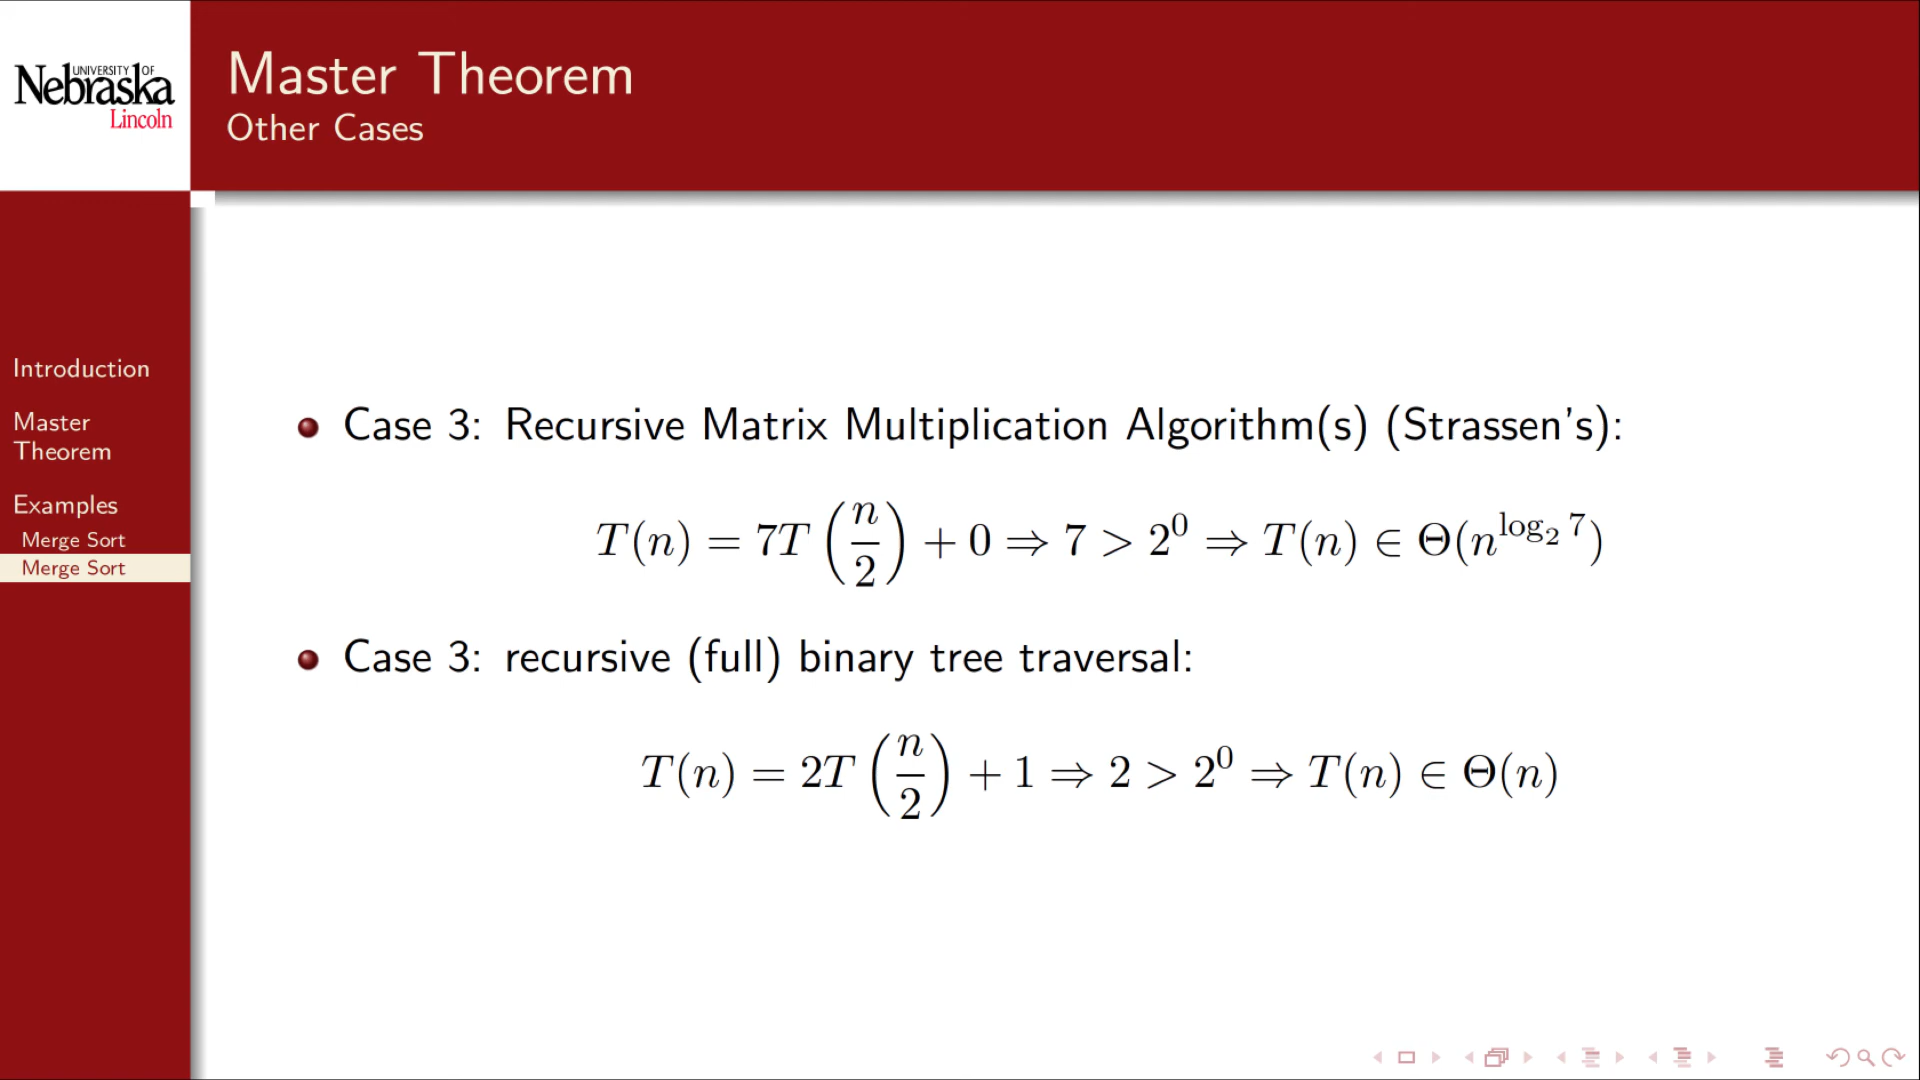 UNIVERSITY OF
Nebraska
Lincoln
Master Theorem
Other Cases
Introduction
Master
Theorem
Examples
Merge Sort
Merge Sort
Case 3: Recursive Matrix Multiplication Algorithm(s) (Strassen's):
T(n) = 7T(n/2) + 0 ⇒ 7 > 2^0 ⇒ T(n) ∈ Θ(n^{log_2 7})
Case 3: recursive (full) binary tree traversal:
T(n) = 2T(n/2) + 1 ⇒ 2 > 2^0 ⇒ T(n) ∈ Θ(n)